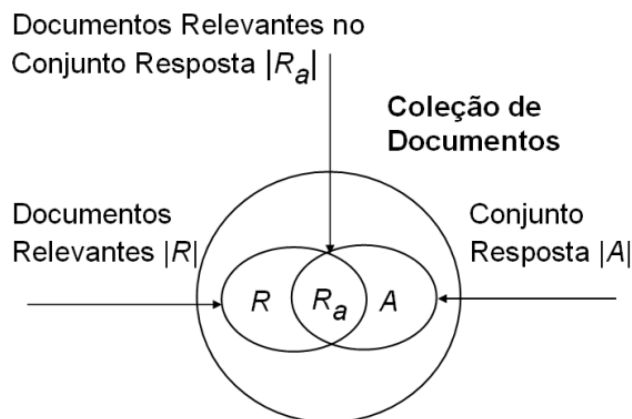 Documentos Relevantes no
Conjunto Resposta |Ra|
Coleção de
Documentos
Documentos
Relevantes |R|
Conjunto
Resposta |A|
R
Ra
A